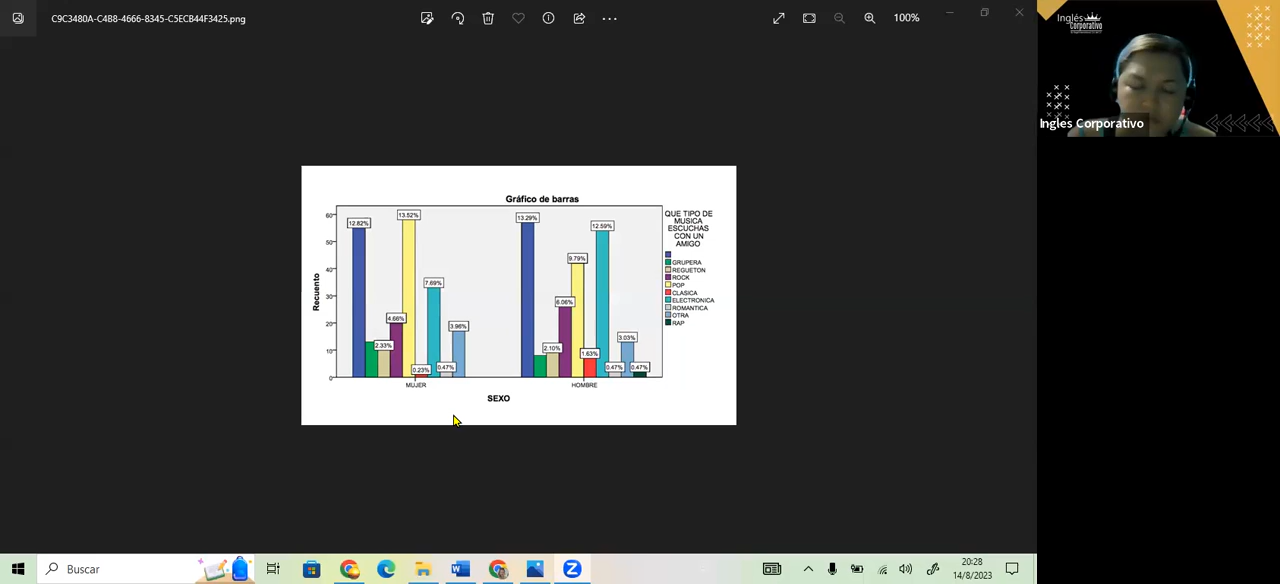 C9C3480A-C4B8-4666-8345-C5ECB44F3425.png
100%
Inglés
Corporativo
Ingles Corporativo
Gráfico de barras
QUE TIPO DE
MUSICA
ESCUCHAS
CON UN
AMIGO
GRUPERA
REGUETON
ROCK
POP
CLASICA
ELECTRONICA
ROMANTICA
OTRA
RAP
Recuento
60
50
40
30
20
10
0
12.82%
2.33%
4.66%
13.52%
0.23%
7.69%
0.47%
3.96%
13.29%
2.10%
6.06%
9.79%
1.63%
12.59%
0.47%
3.03%
0.47%
MUJER
HOMBRE
SEXO
Buscar
20:28
14/8/2023